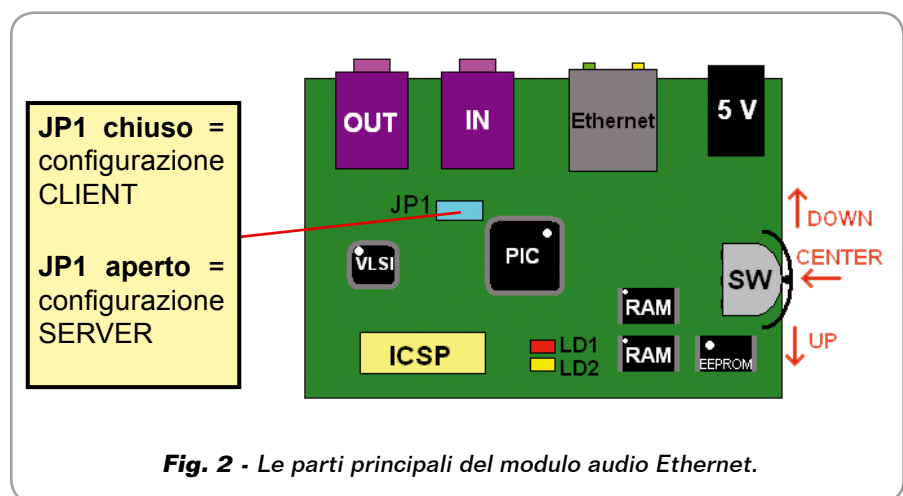 JP1 chiuso =
configurazione
CLIENT
JP1 aperto =
configurazione
SERVER
OUT
IN
Ethernet
5 V
JP1
DOWN
CENTER
VLSI
PIC
SW
RAM
UP
ICSP
LD1
LD2
RAM
EEPROM
Fig. 2 - Le parti principali del modulo audio Ethernet.